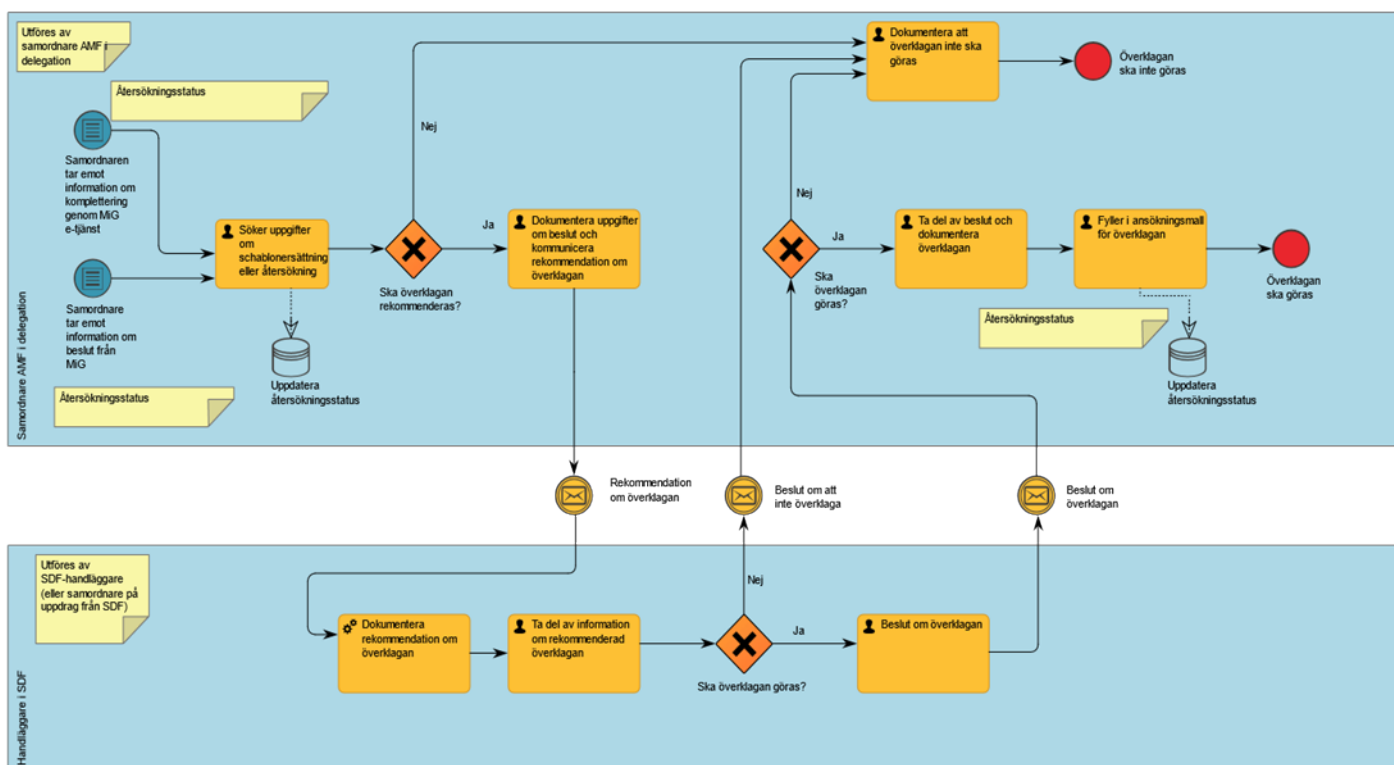 Utföres av
samordnare AMF i
delegation
Återsökningsstatus
Samordnaren
tar emot
information om
komplettering
genom MiG
e-tjänst
Samordnare
tar emot
information om
beslut från
MiG
Återsökningsstatus
Söker uppgifter
om
schablonersättning
eller återsökning
Uppdatera
återsökningsstatus
Ska överklagan
rekommenderas?
Nej
Ja
Dokumentera uppgifter
om beslut och
kommunicera
rekommendation om
överklagan
Dokumentera att
överklagan inte ska
göras
Överklagan
ska inte göras
Nej
Ja
Ska
överklagan
göras?
Ta del av beslut och
dokumentera
överklagan
Fyller i ansökningsmall
för överklagan
Överklagan
ska göras
Återsökningsstatus
Uppdatera
återsökningsstatus
Samordnare AMF i delegation
Rekommendation
om överklagan
Beslut om att
inte överklaga
Beslut om
överklagan
Utföres av
SDF-handläggare
(eller samordnare på
uppdrag från SDF)
Dokumentera
rekommendation om
överklagan
Ta del av information
om rekommenderad
överklagan
Nej
Ja
Ska överklagan göras?
Beslut om överklagan
Handläggare i SDF